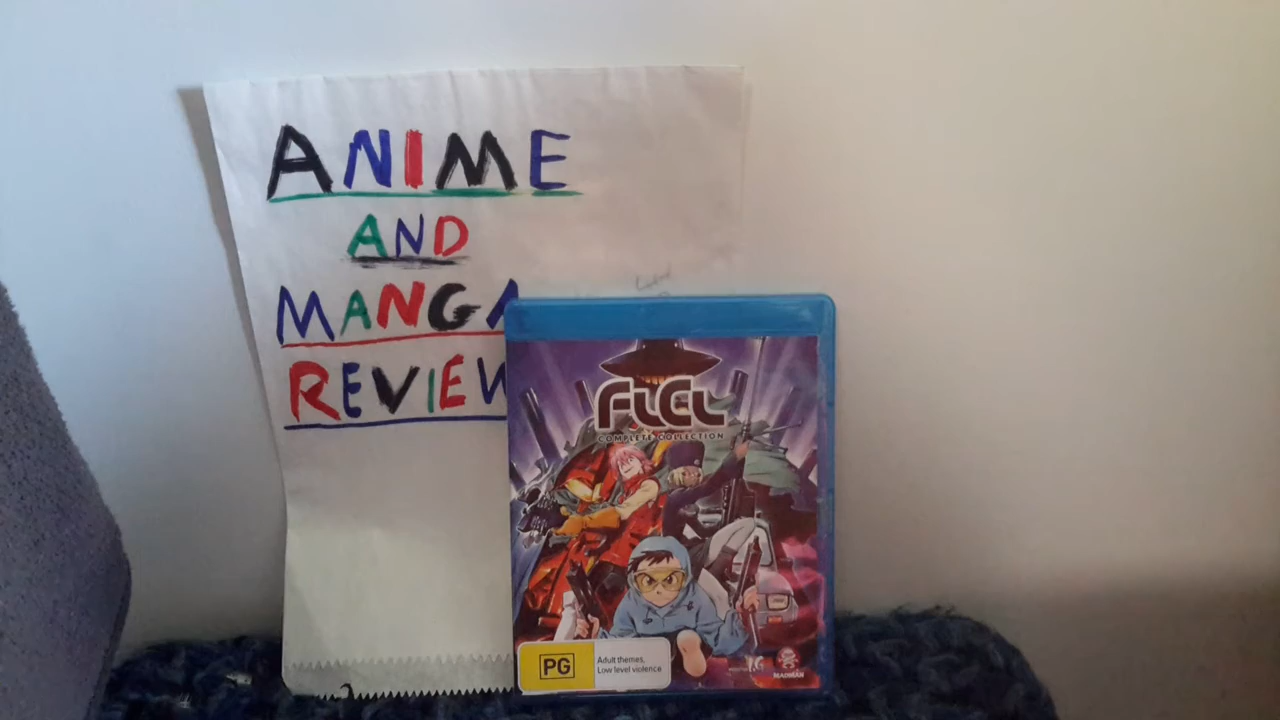 ANIME
AND
MANGA
REVIEW
FLCL
COMPLETE COLLECTION
PG
Adult themes,
Low level violence
MADMAN